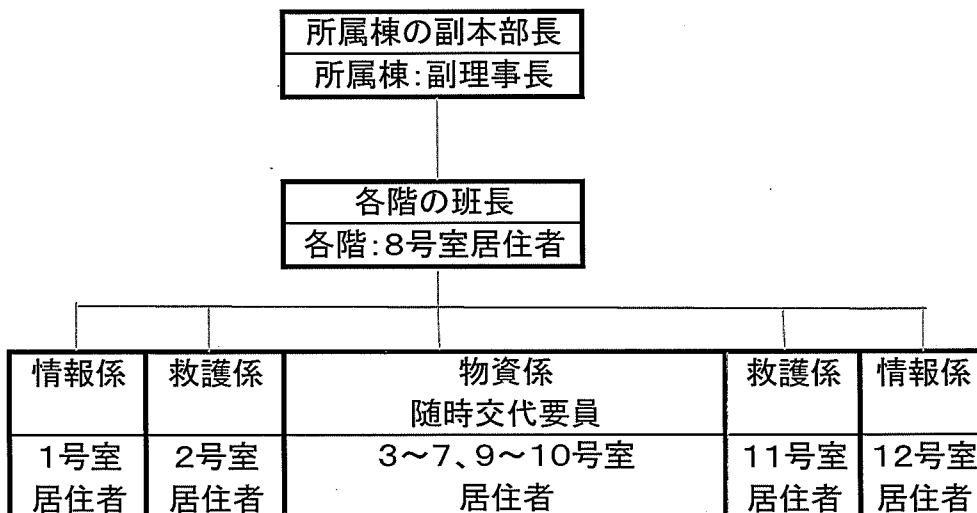 所属棟の副本部長
所属棟:副理事長
各階の班長
各階:8号室居住者
情報係
救護係
物資係
随時交代要員
救護係
情報係
1号室
居住者
2号室
居住者
3～7、9～10号室
居住者
11号室
居住者
12号室
居住者